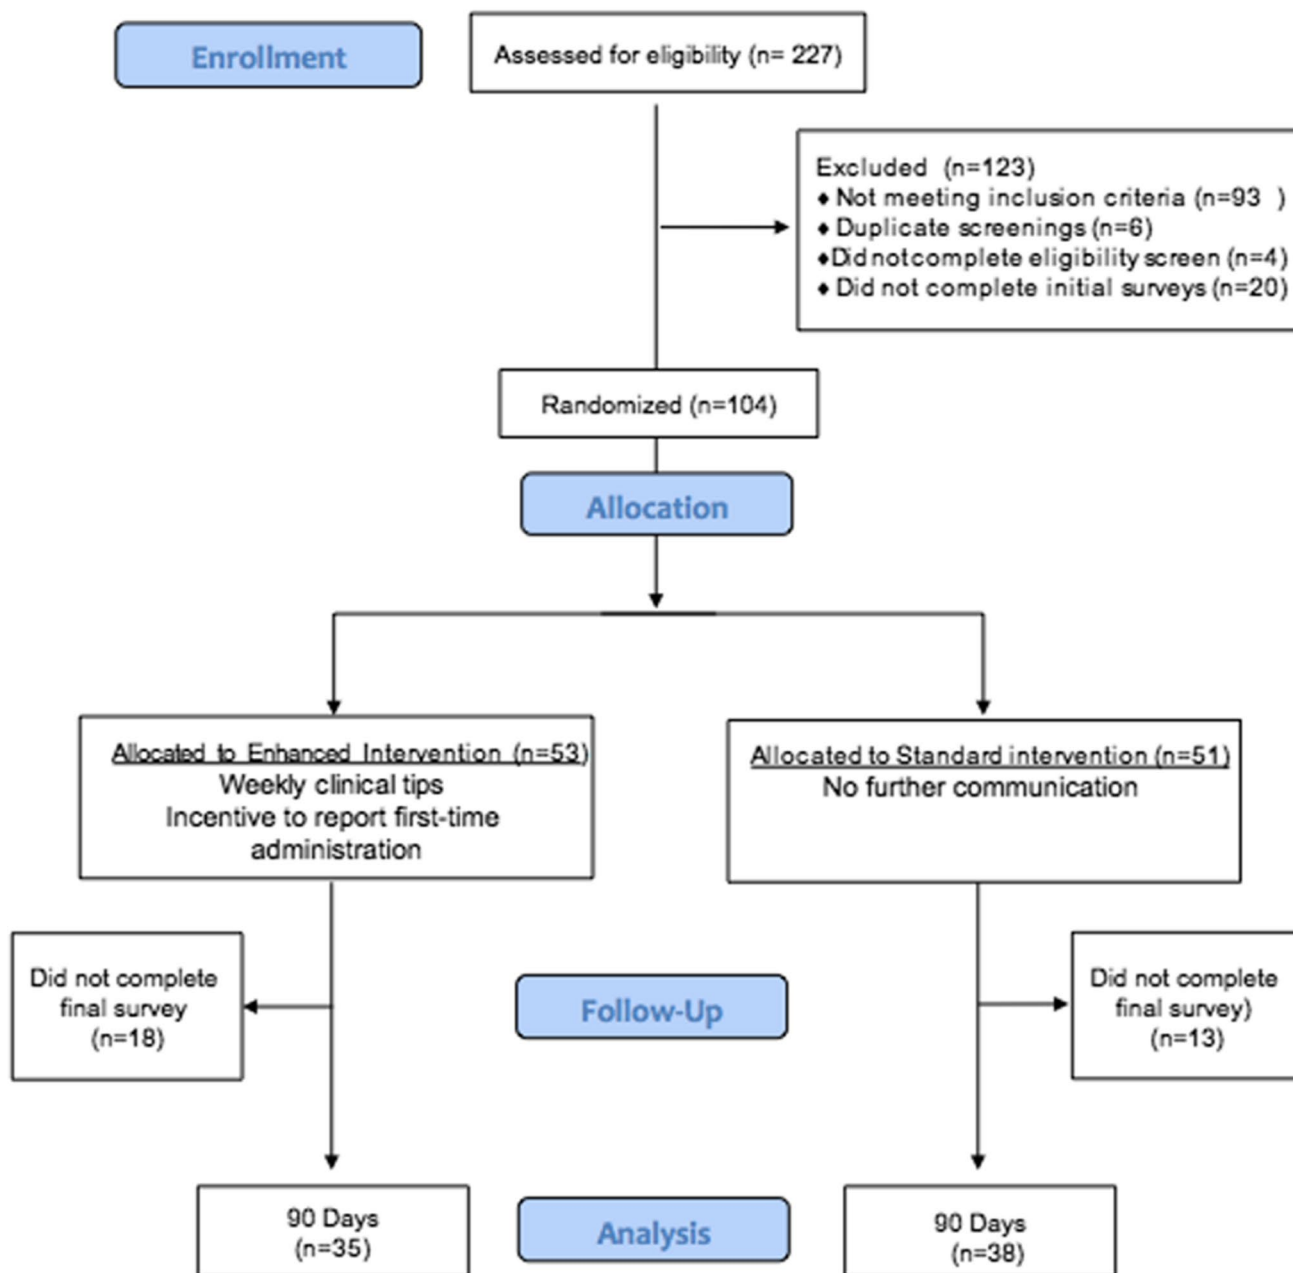 Enrollment
Assessed for eligibility (n= 227)
Excluded (n=123)
♦ Not meeting inclusion criteria (n=93 )
♦ Duplicate screenings (n=6)
♦Did not complete eligibility screen (n=4)
♦ Did not complete initial surveys (n=20)
Randomized (n=104)
Allocation
Allocated to Enhanced Intervention (n=53)
Weekly clinical tips
Incentive to report first-time
administration
Allocated to Standard intervention (n=51)
No further communication
Did not complete
final survey
(n=18)
Follow-Up
Did not complete
final survey)
(n=13)
90 Days
(n=35)
Analysis
90 Days
(n=38)